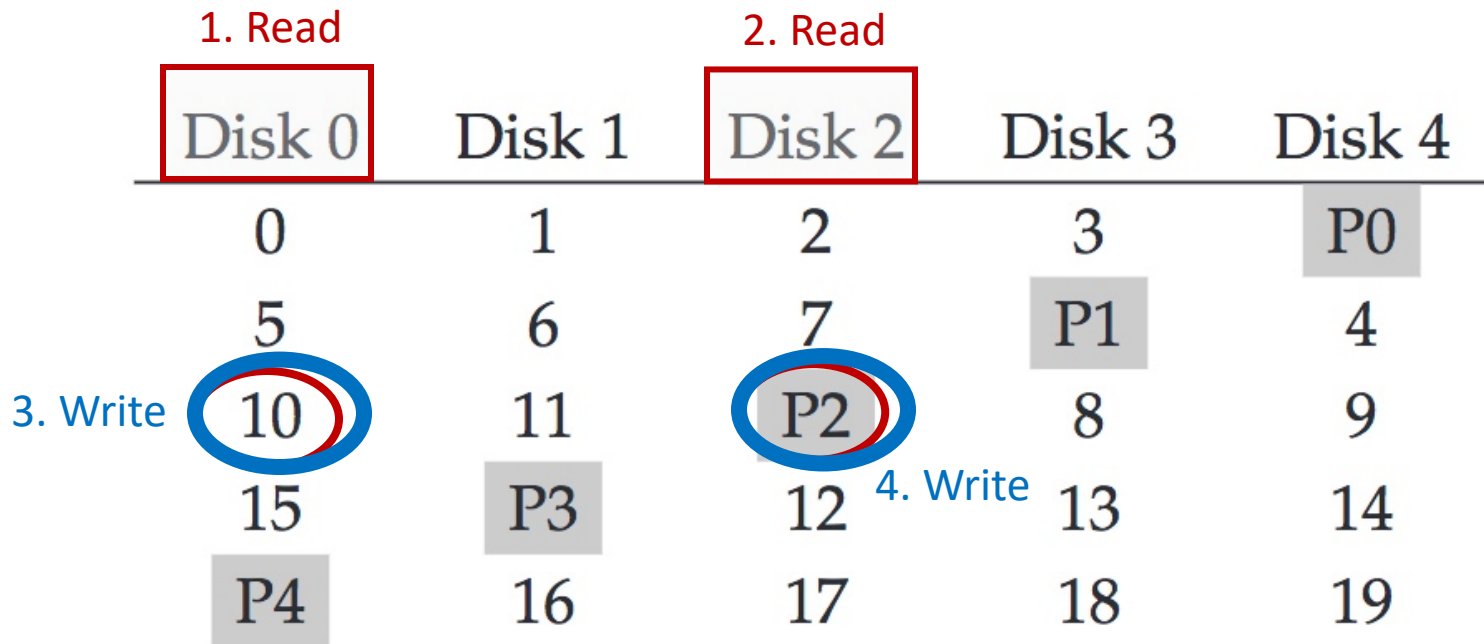 1. Read 2. Read
Disk 0 Disk 1 Disk 2 Disk 3 Disk 4
0 1 2 3 P0
5 6 7 P1 4
3. Write 10 11 P2 8 9
4. Write
15 P3 12 13 14
P4 16 17 18 19